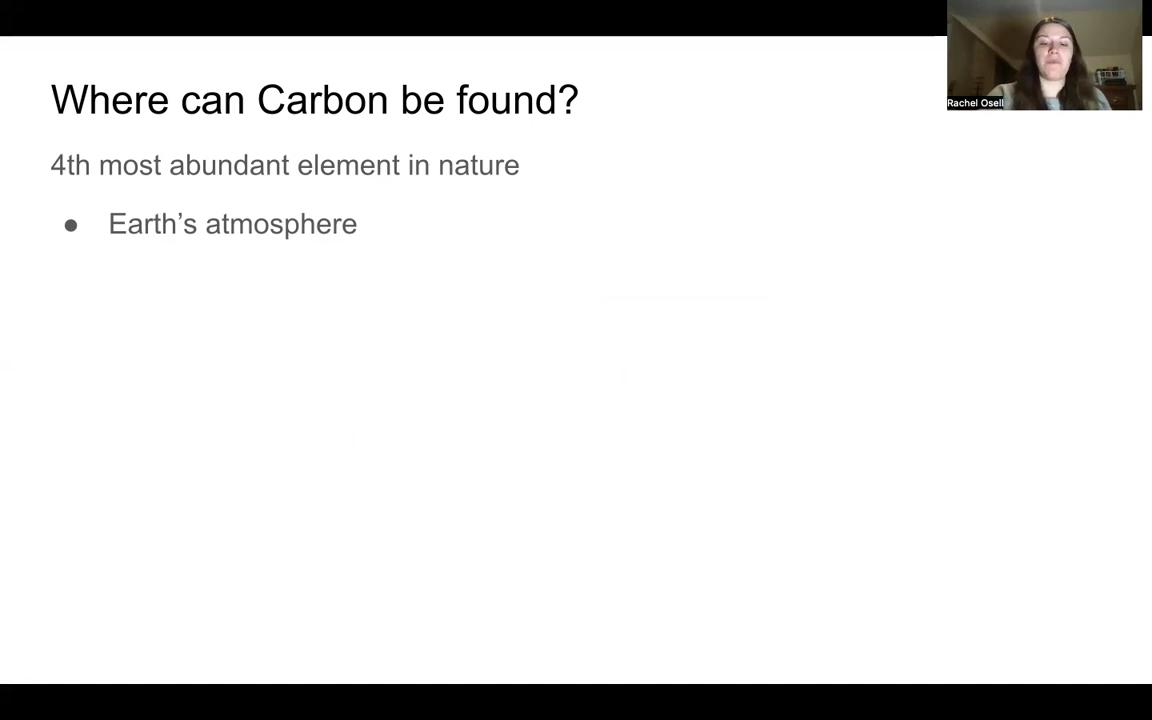 Where can Carbon be found?
4th most abundant element in nature
● Earth’s atmosphere
Rachel Osell